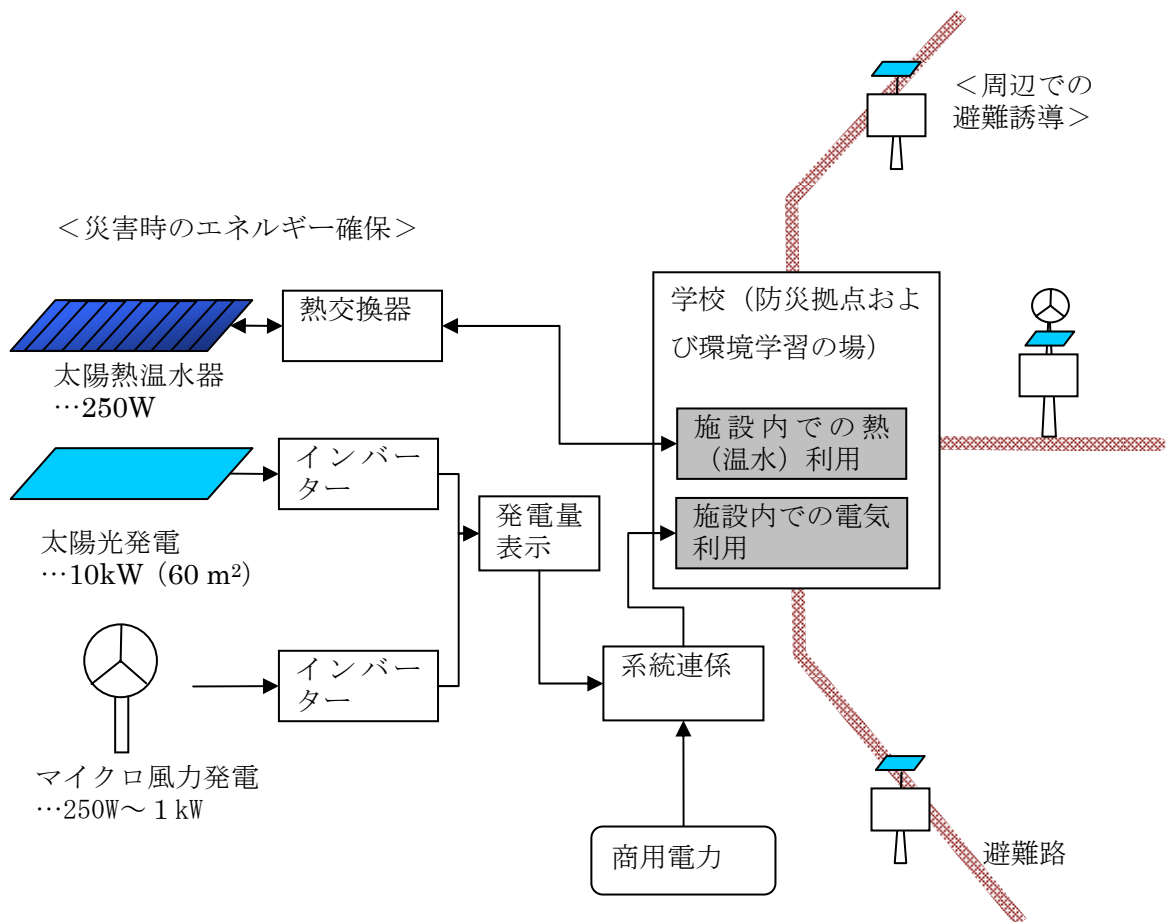 ＜周辺での
避難誘導＞
＜災害時のエネルギー確保＞
熱交換器
学校（防災拠点およ
び環境学習の場）
太陽熱温水器
…250W
施設内での熱
（温水）利用
インバー
ター
発電量
表示
施設内での電気
利用
太陽光発電
…10kW（60 m²）
インバー
ター
系統連係
マイクロ風力発電
…250W～１kW
商用電力
避難路